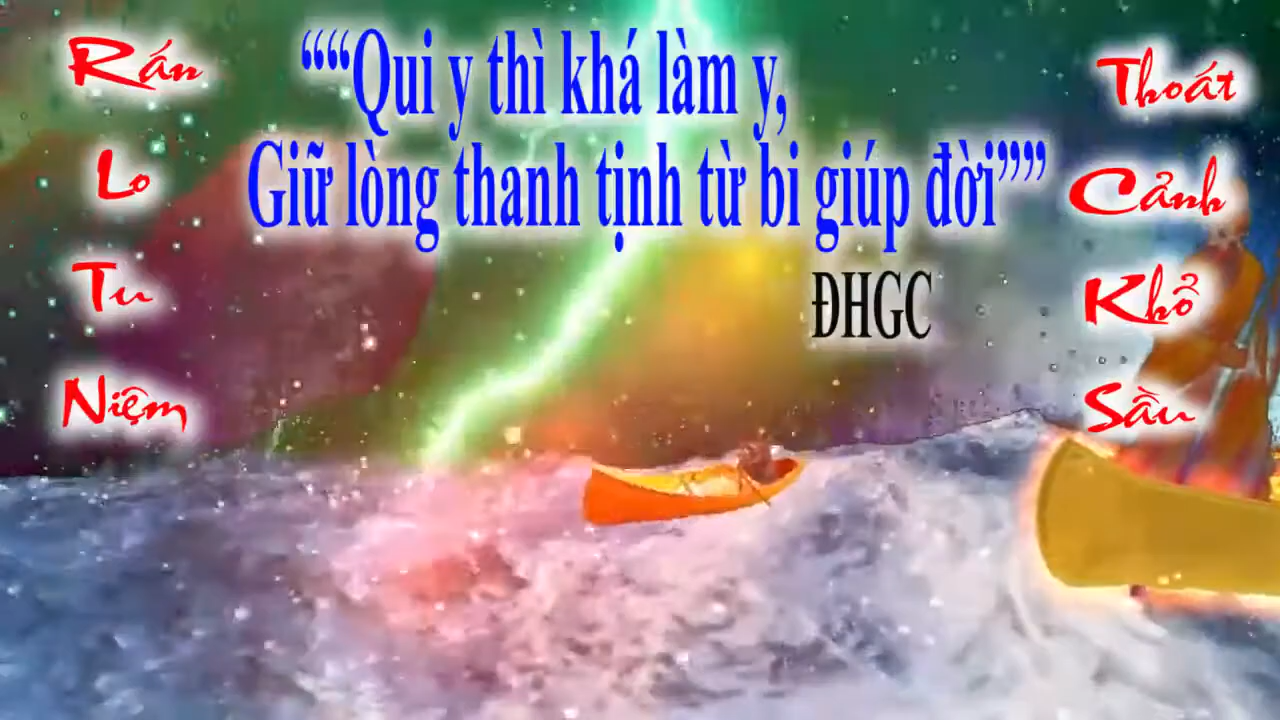 Rán
Lo
Tu
Niệm
““Qui y thì khá làm y,
Giữ lòng thanh tịnh từ bi giúp đời””
ĐHGC
Thoát
Cảnh
Khổ
Sầu